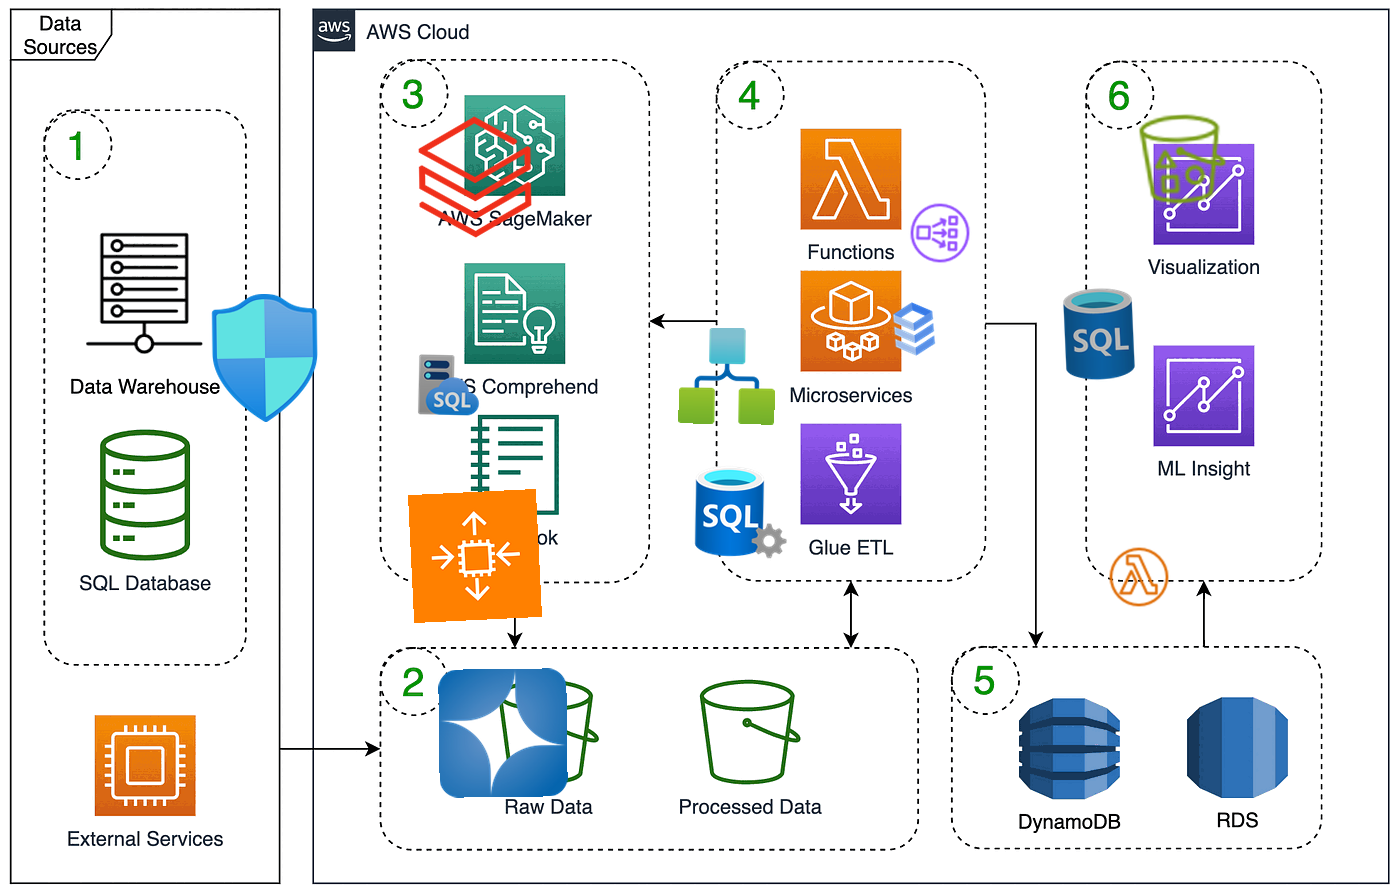 Data
Sources
aws
AWS Cloud
1
Data Warehouse
SQL Database
External Services
3
AWS SageMaker
S Comprehend
SQL
ok
4
Functions
Microservices
SQL
Glue ETL
6
Visualization
SQL
ML Insight
2
Raw Data
Processed Data
5
DynamoDB
RDS